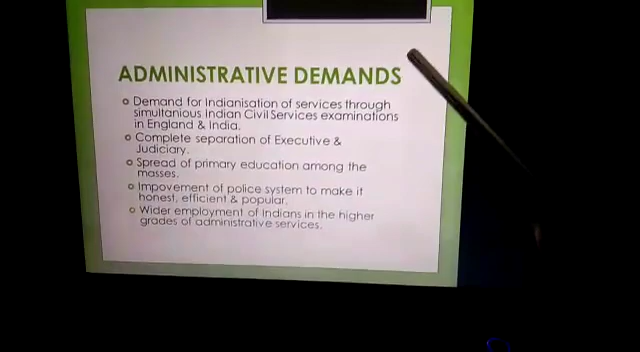 ADMINISTRATIVE DEMANDS
Demand for Indianisation of services through
simultanious Indian Civil Services examinations
in England & India.
Complete separation of Executive &
Judiciary.
Spread of primary education among the
masses.
Impovement of police system to make it
honest, efficient & popular.
Wider employment of Indians in the higher
grades of administrative services.